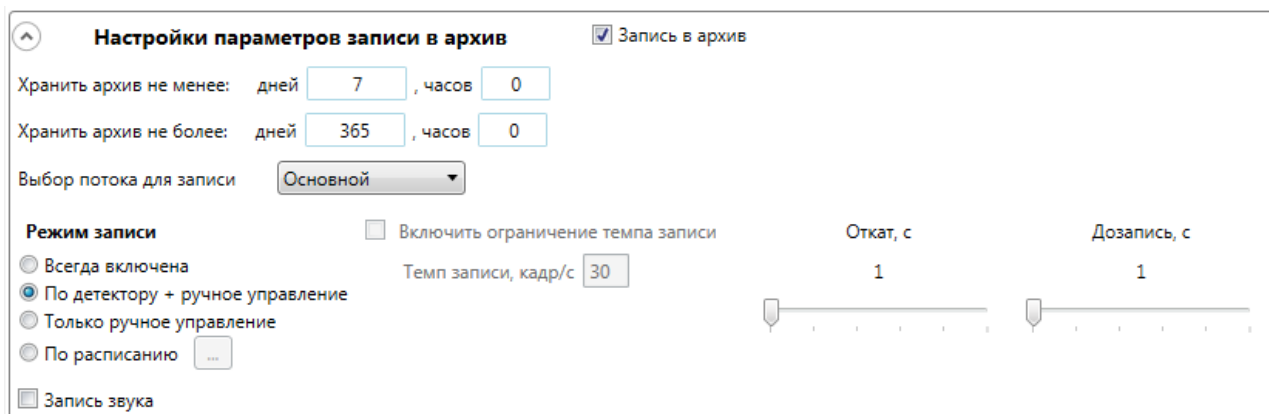 Настройки параметров записи в архив Запись в архив
Хранить архив не менее: дней 7 , часов 0
Хранить архив не более: дней 365 , часов 0
Выбор потока для записи Основной
Режим записи Включить ограничение темпа записи Откат, с Дозапись, с
Всегда включена Темп записи, кадр/с 30 1 1
По детектору + ручное управление
Только ручное управление
По расписанию ...
Запись звука